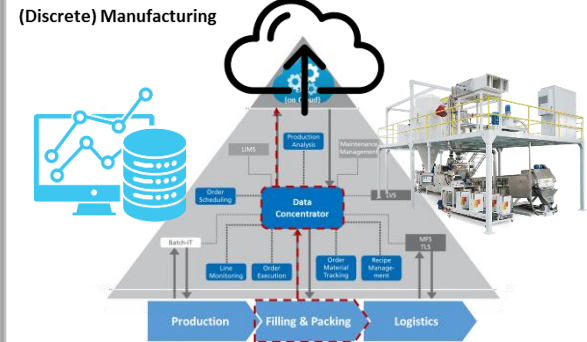 (Discrete) Manufacturing
(on Cloud)
Production
Analysis
LIMS
Maintenance
Management
Order
Scheduling
LVS
Data
Concentrator
Batch-IT
MFS
TLS
Line
Monitoring
Order
Execution
Order
Material
Tracking
Recipe
Manage-
ment
Production
Filling & Packing
Logistics